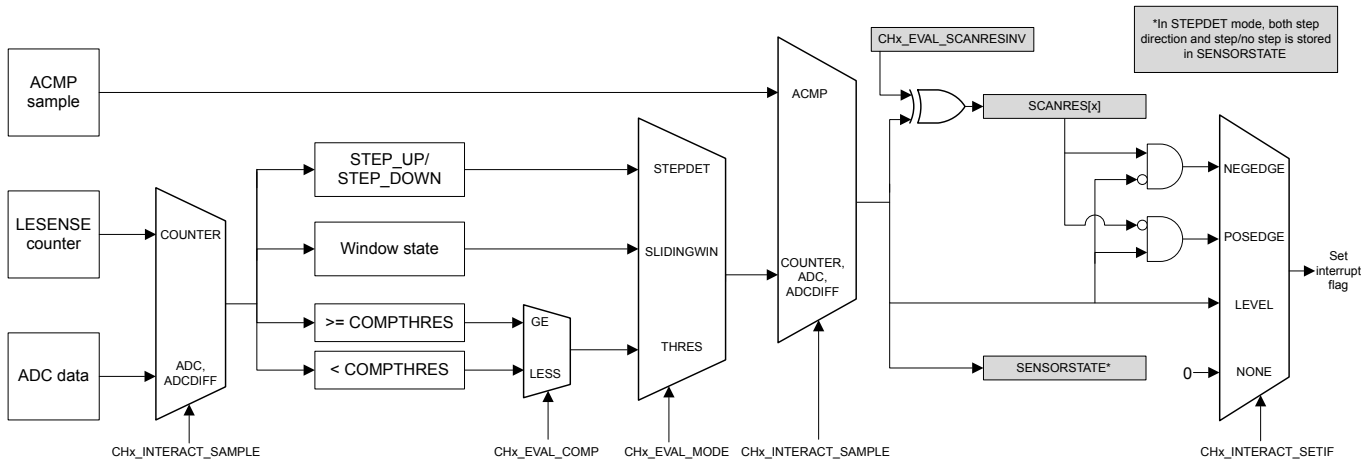 *In STEPDET mode, both step
direction and step/no step is stored
in SENSORSTATE
CHx_EVAL_SCANRESINV
ACMP
sample
ACMP
SCANRES[x]
STEP_UP/
STEP_DOWN
STEPDET
NEGEDGE
LESENSE
counter
COUNTER
Window state
SLIDINGWIN
COUNTER,
ADC,
ADCDIFF
POSEDGE
Set
interrupt
flag
>= COMPTHRES
GE
LEVEL
THRES
ADC data
ADC,
ADCDIFF
< COMPTHRES
LESS
SENSORSTATE*
0
NONE
CHx_INTERACT_SAMPLE
CHx_EVAL_COMP
CHx_EVAL_MODE
CHx_INTERACT_SAMPLE
CHx_INTERACT_SETIF